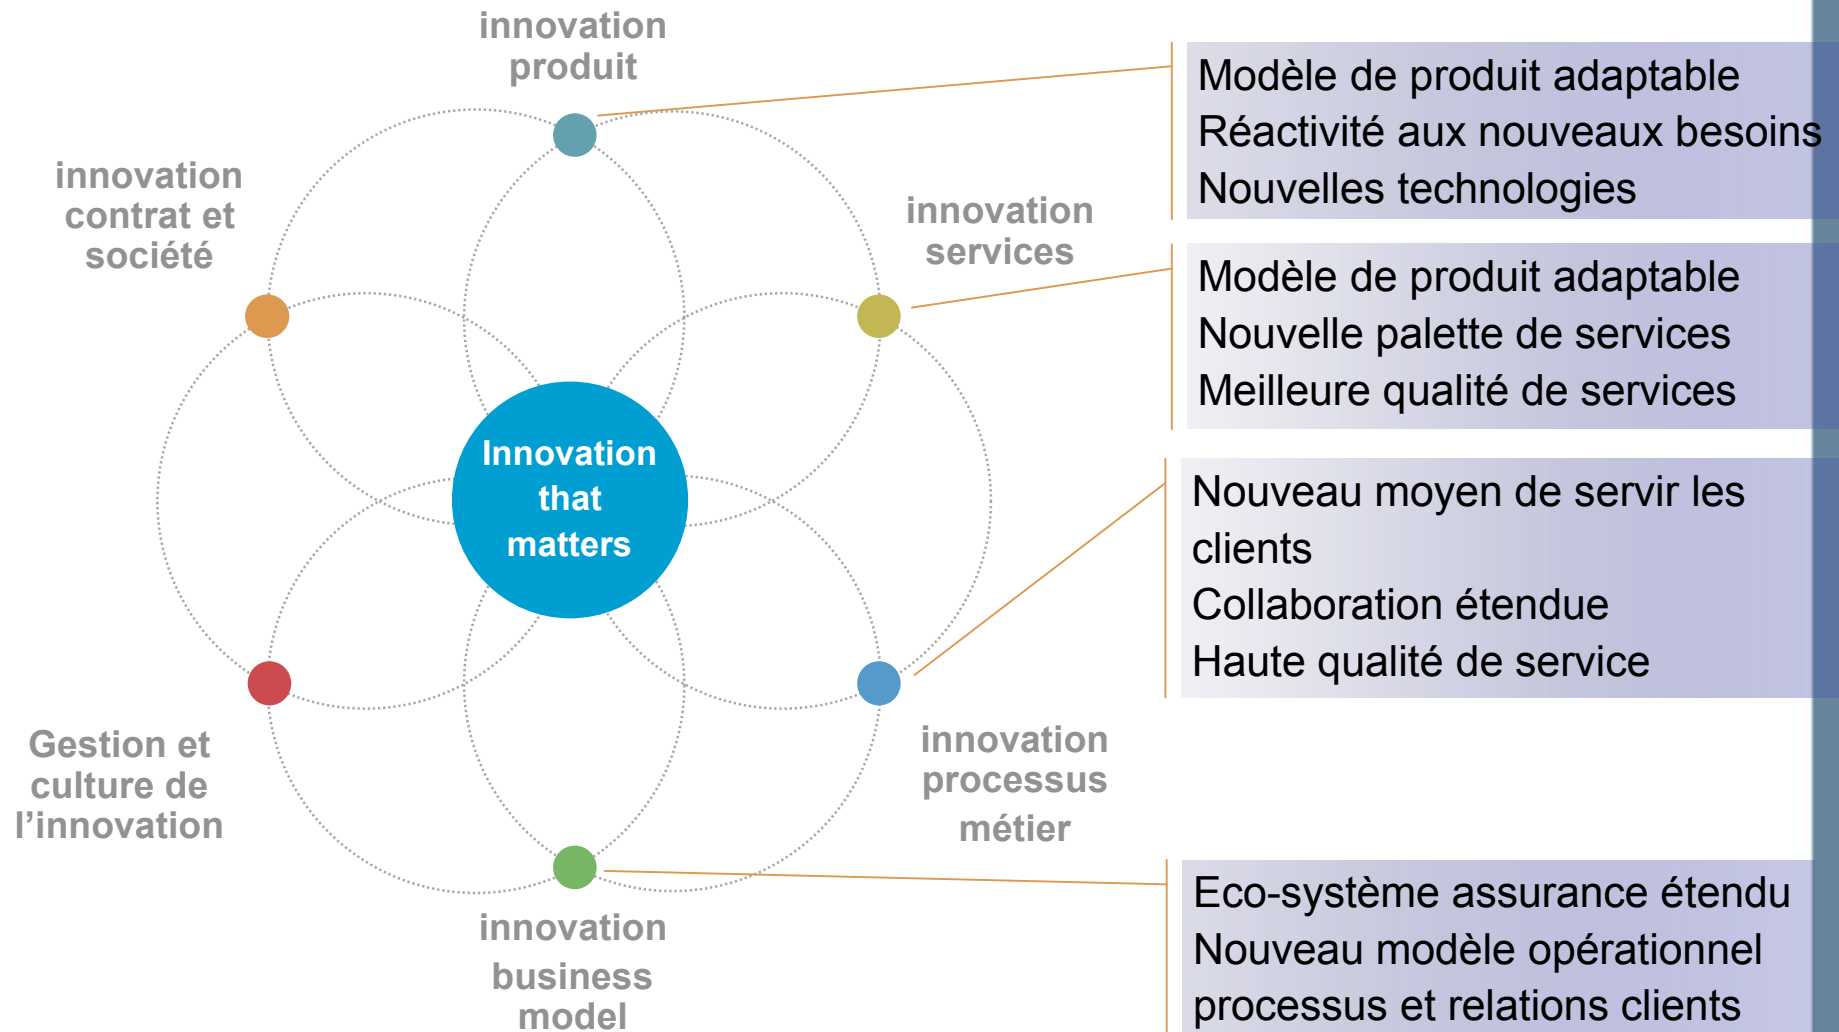 innovation
produit
innovation
contrat et
société
innovation
services
Innovation
that
matters
Gestion et
culture de
l’innovation
innovation
processus
métier
innovation
business
model
Modèle de produit adaptable
Réactivité aux nouveaux besoins
Nouvelles technologies
Modèle de produit adaptable
Nouvelle palette de services
Meilleure qualité de services
Nouveau moyen de servir les
clients
Collaboration étendue
Haute qualité de service
Eco-système assurance étendu
Nouveau modèle opérationnel
processus et relations clients